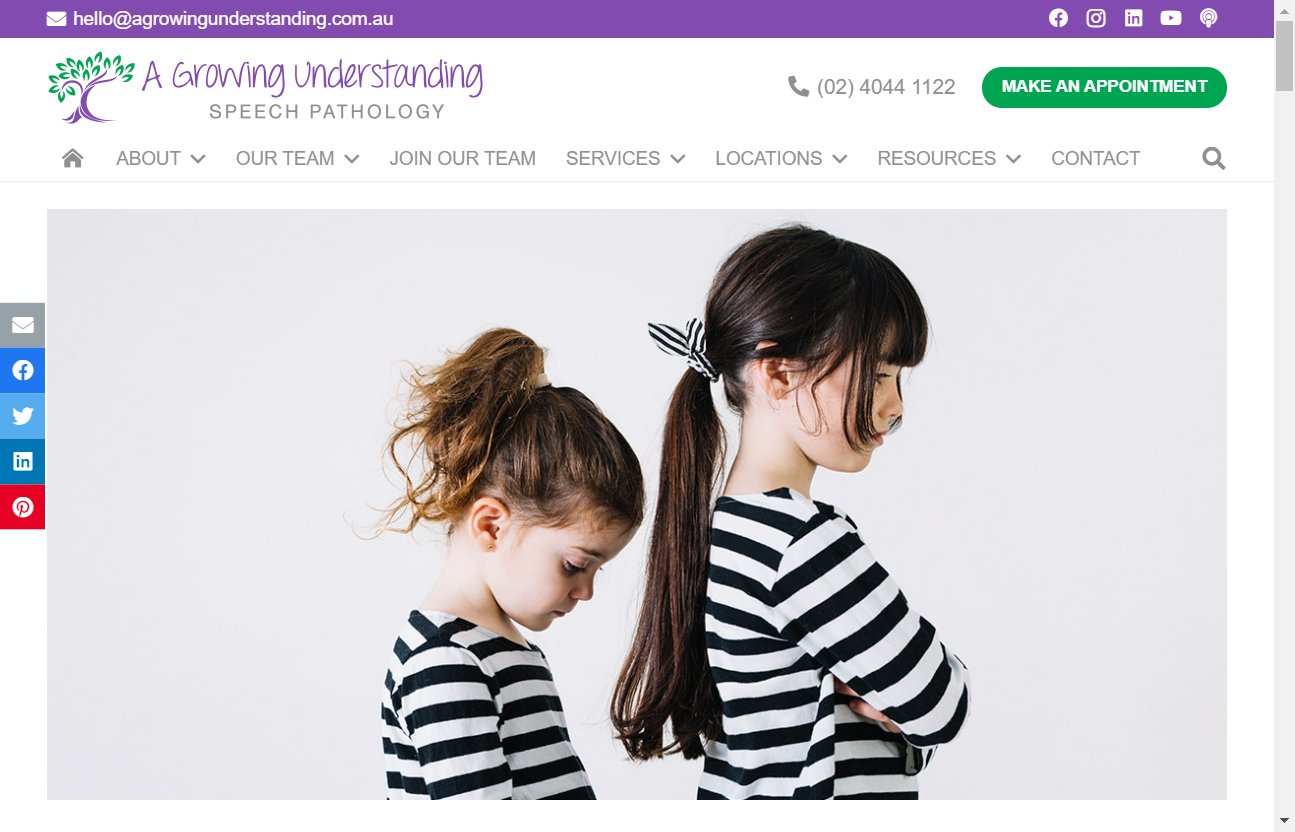 hello@agrowingunderstanding.com.au
A Growing Understanding
SPEECH PATHOLOGY
(02) 4044 1122
MAKE AN APPOINTMENT
ABOUT
OUR TEAM
JOIN OUR TEAM
SERVICES
LOCATIONS
RESOURCES
CONTACT